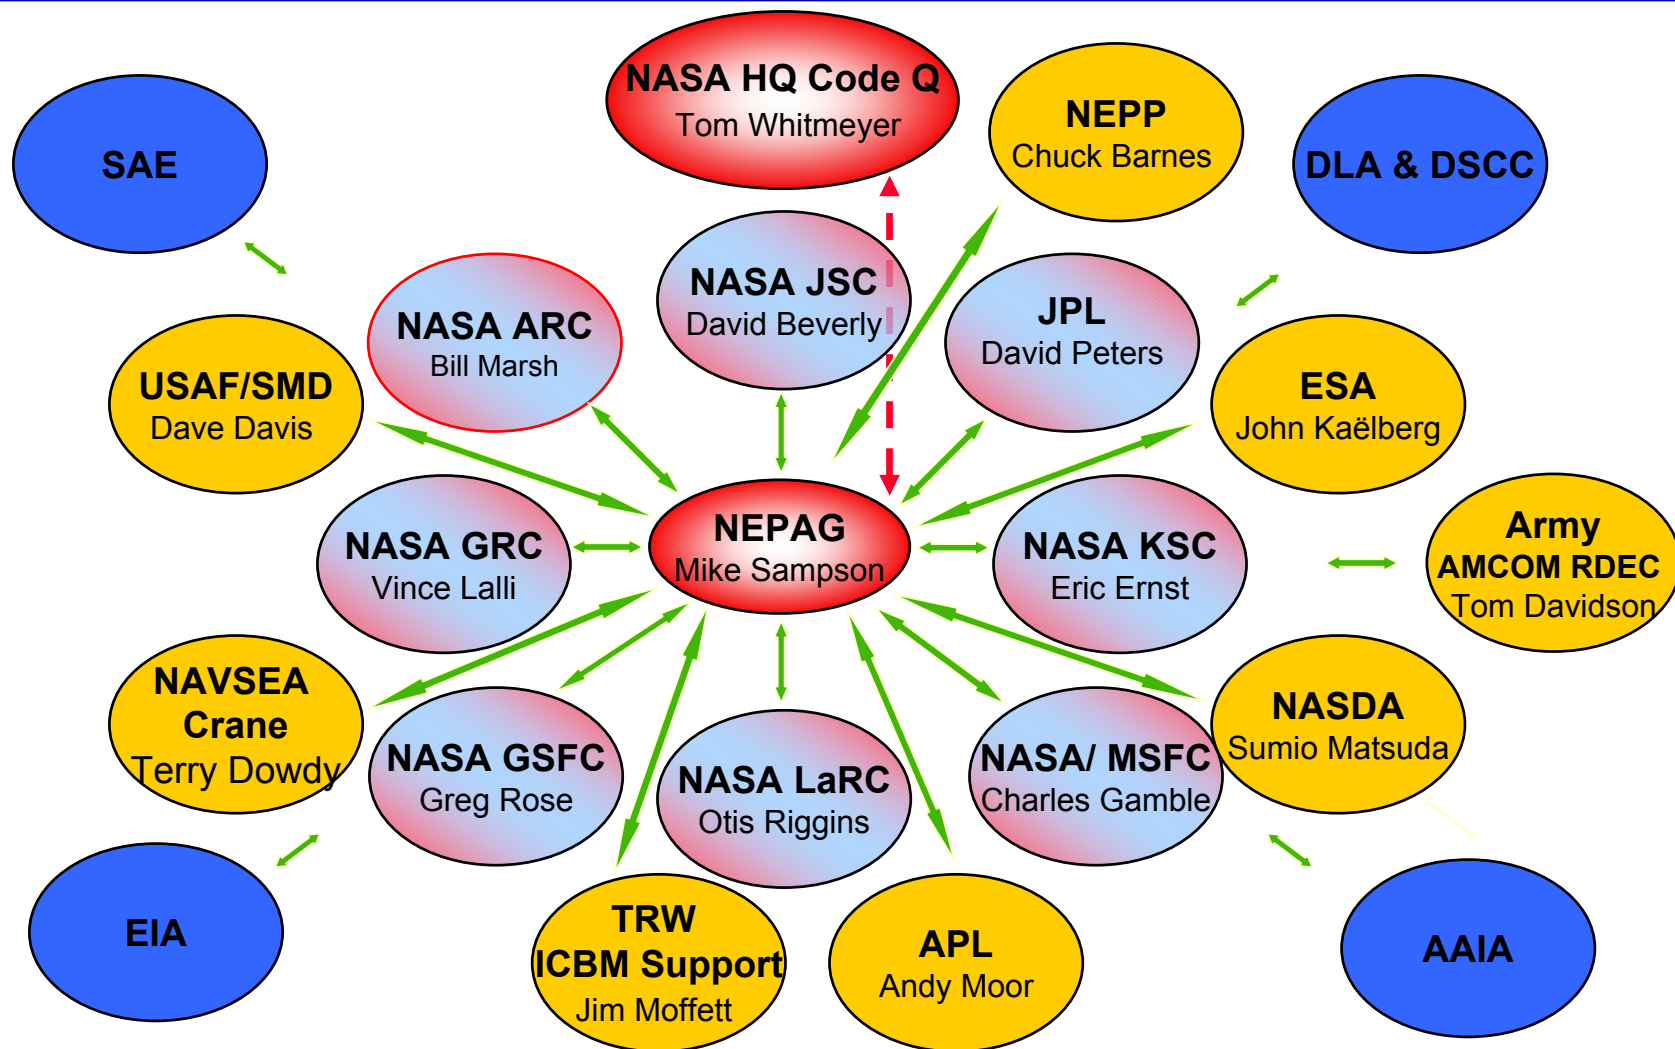 NASA HQ Code Q
Tom Whitmeyer
NEPP
Chuck Barnes
SAE
DLA & DSCC
NASA JSC
David Beverly
NASA ARC
Bill Marsh
JPL
David Peters
USAF/SMD
Dave Davis
ESA
John Kaëlberg
NEPAG
Mike Sampson
NASA GRC
Vince Lalli
NASA KSC
Eric Ernst
Army
AMCOM RDEC
Tom Davidson
NAVSEA
Crane
Terry Dowdy
NASA GSFC
Greg Rose
NASA LaRC
Otis Riggins
NASA/ MSFC
Charles Gamble
NASDA
Sumio Matsuda
EIA
TRW
ICBM Support
Jim Moffett
APL
Andy Moor
AAIA